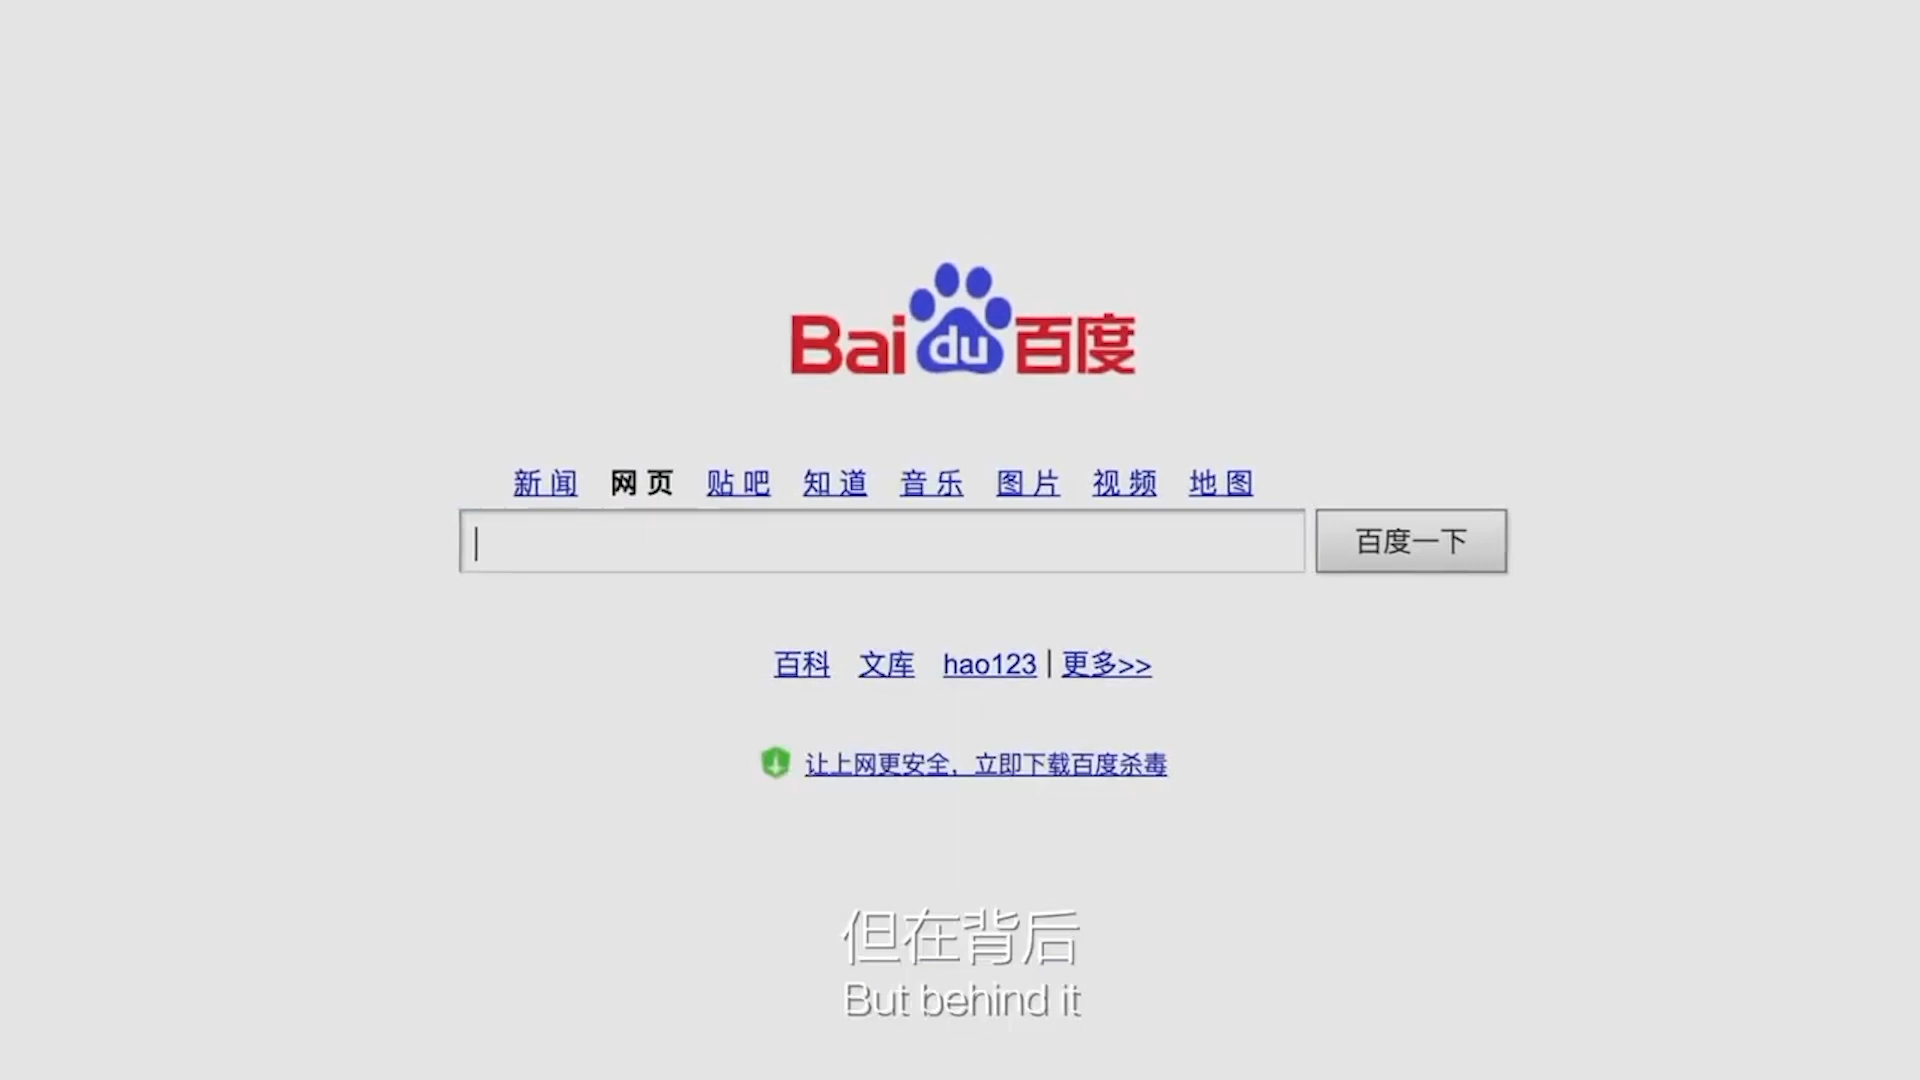 Bai du 百度
新闻 网页 贴吧 知道 音乐 图片 视频 地图
百度一下
百科 文库 hao123 | 更多>>
让上网更安全，立即下载百度杀毒
但在背后
But behind it